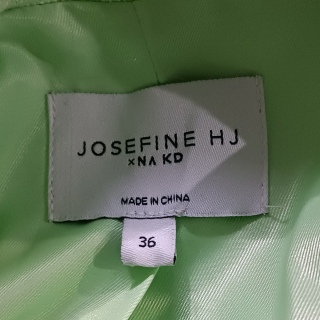 JOSEFINE HJ
×NA KD
MADE IN CHINA
36